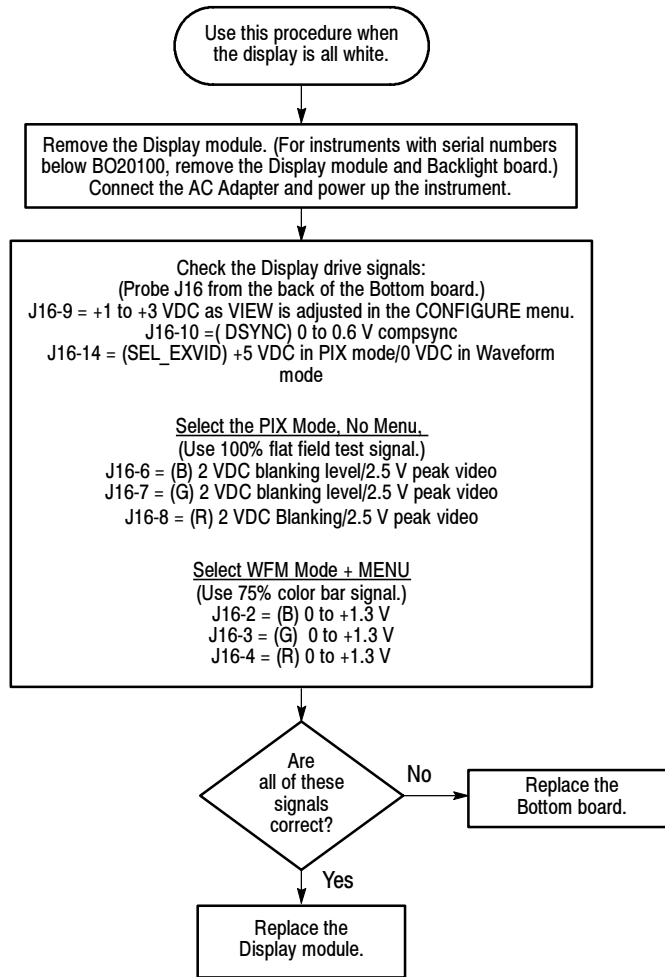 Use this procedure when
the display is all white.
Remove the Display module. (For instruments with serial numbers
below BO20100, remove the Display module and Backlight board.)
Connect the AC Adapter and power up the instrument.
Check the Display drive signals:
(Probe J16 from the back of the Bottom board.)
J16-9 = +1 to +3 VDC as VIEW is adjusted in the CONFIGURE menu.
J16-10 =( DSYNC) 0 to 0.6 V compsync
J16-14 = (SEL_EXVID) +5 VDC in PIX mode/0 VDC in Waveform
mode
Select the PIX Mode, No Menu,
(Use 100% flat field test signal.)
J16-6 = (B) 2 VDC blanking level/2.5 V peak video
J16-7 = (G) 2 VDC blanking level/2.5 V peak video
J16-8 = (R) 2 VDC Blanking/2.5 V peak video
Select WFM Mode + MENU
(Use 75% color bar signal.)
J16-2 = (B) 0 to +1.3 V
J16-3 = (G) 0 to +1.3 V
J16-4 = (R) 0 to +1.3 V
Are
all of these
signals
correct?
No
Replace the
Bottom board.
Yes
Replace the
Display module.